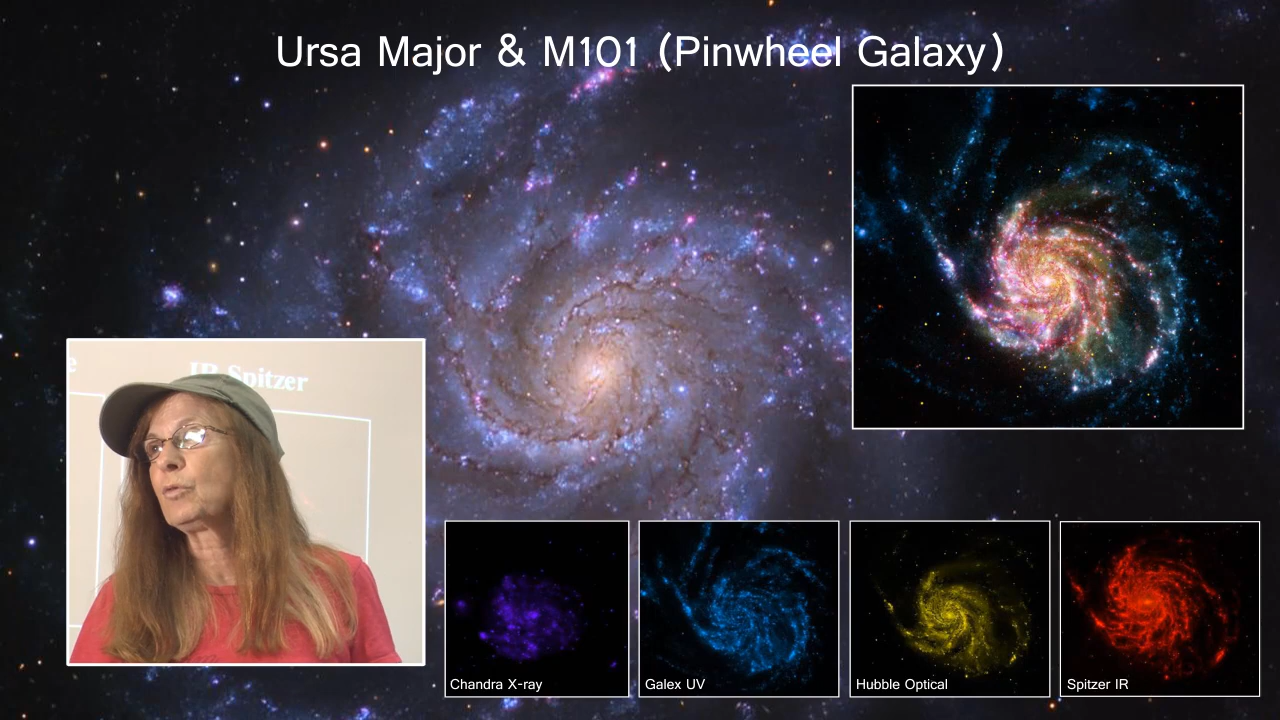 Ursa Major & M101 (Pinwheel Galaxy)
e
IR Spitzer
Chandra X-ray
Galex UV
Hubble Optical
Spitzer IR